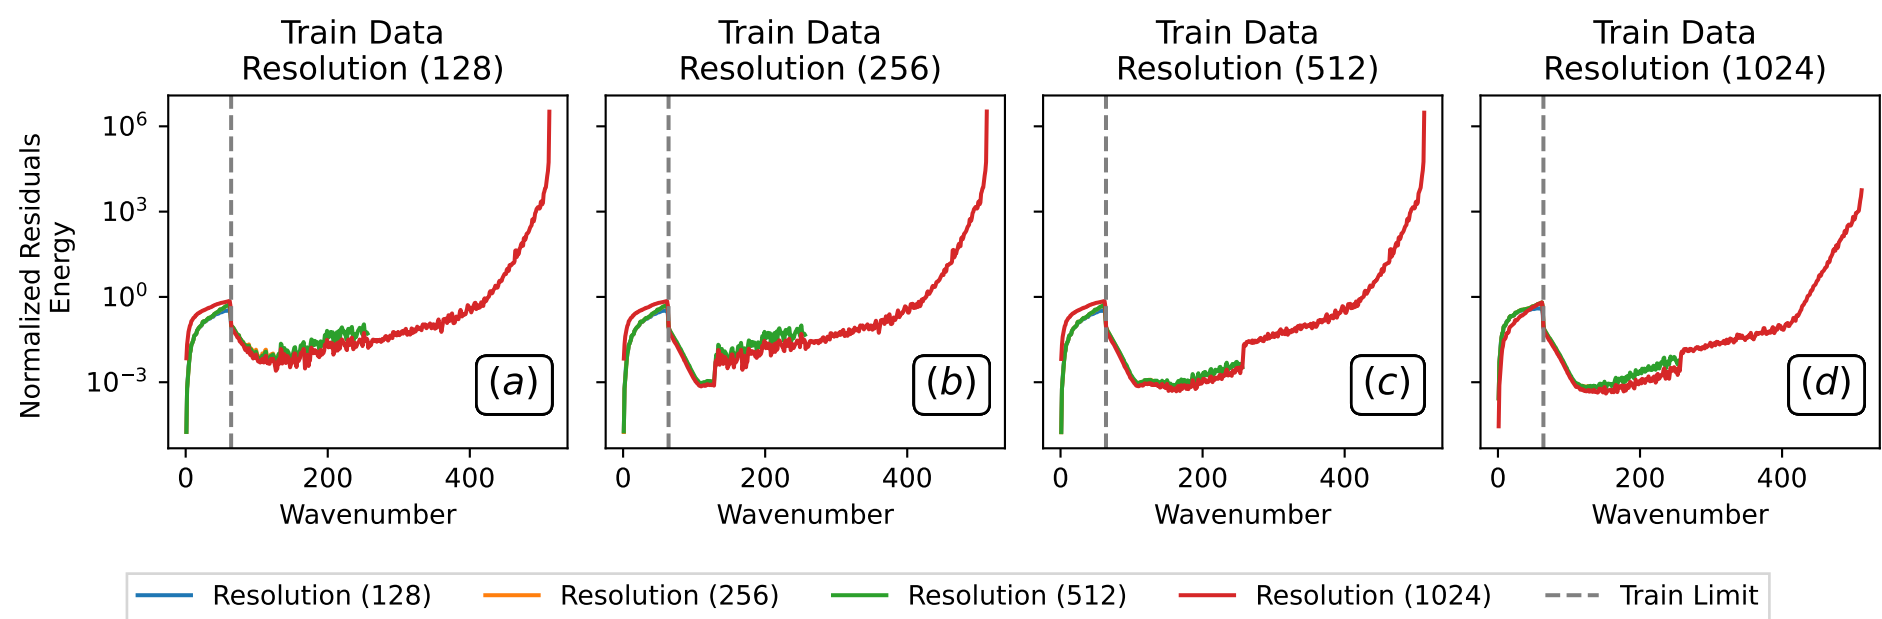 Train Data
Resolution (128)
Train Data
Resolution (256)
Train Data
Resolution (512)
Train Data
Resolution (1024)
Normalized Residuals
Energy
10^6
10^3
10^0
10^-3
(a)
(b)
(c)
(d)
0 200 400
0 200 400
0 200 400
0 200 400
Wavenumber
Wavenumber
Wavenumber
Wavenumber
Resolution (128)
Resolution (256)
Resolution (512)
Resolution (1024)
Train Limit